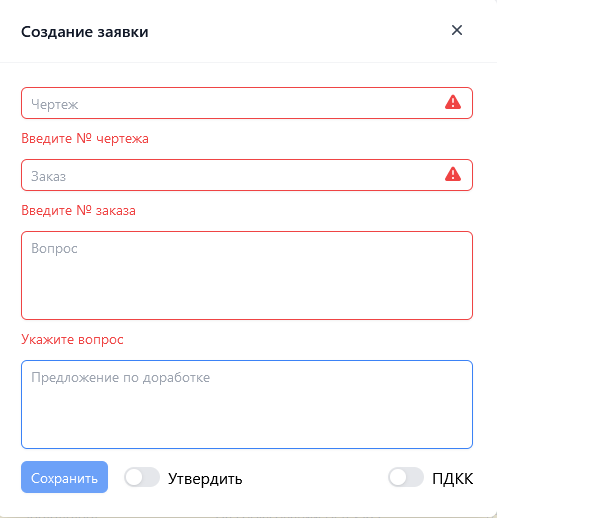 Создание заявки
Чертеж
Введите № чертежа
Заказ
Введите № заказа
Вопрос
Укажите вопрос
Предложение по доработке
Сохранить Утвердить ПДКК